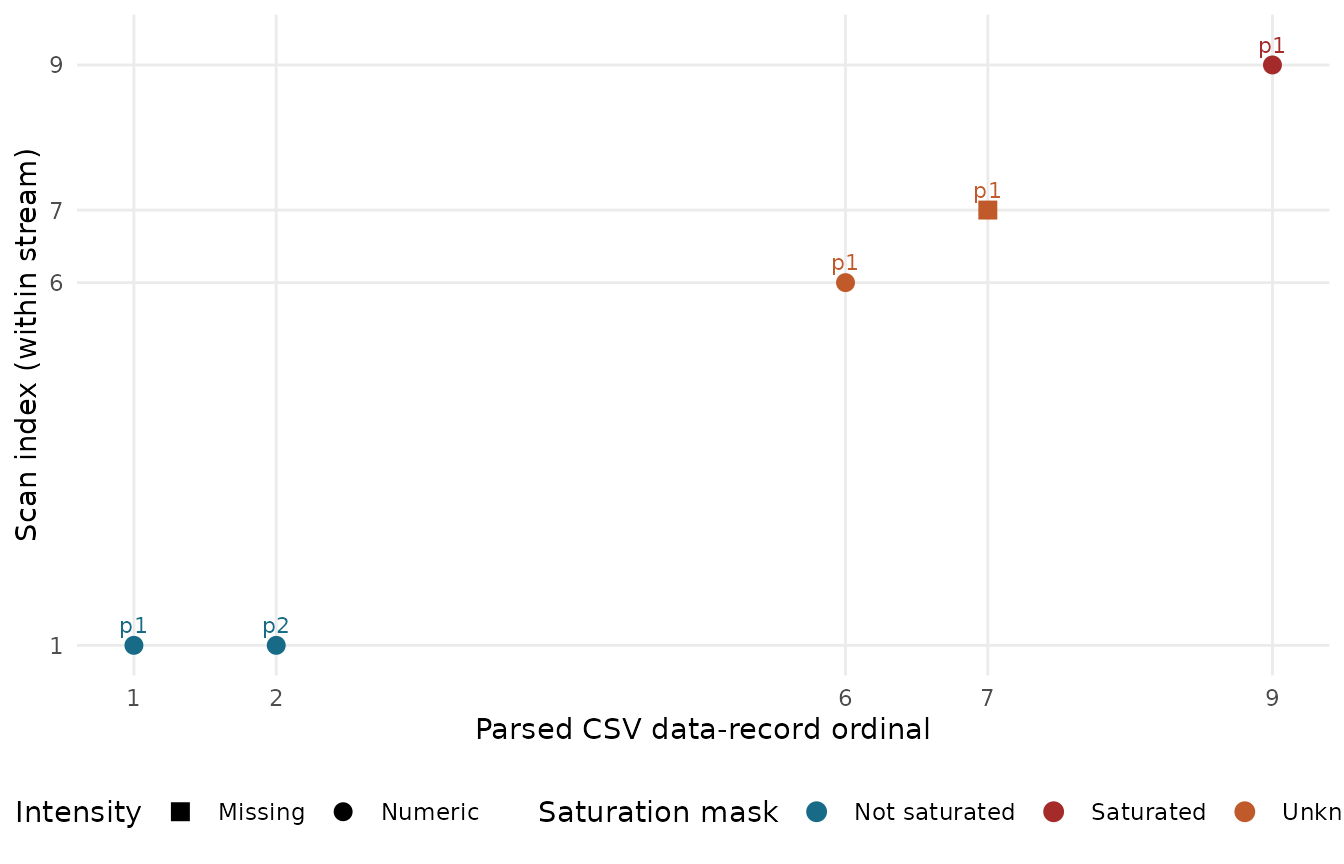 p1
9
p1
7
p1
6
p1 p2
1
1 2 6 7 9
Scan index (within stream)
Parsed CSV data-record ordinal
Intensity Missing Numeric Saturation mask Not saturated Saturated Unkn